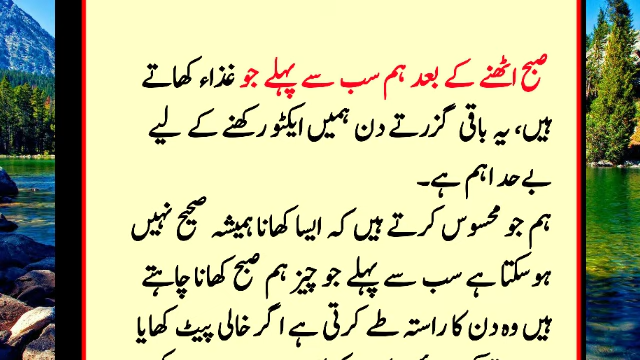 صبح اٹھنے کے بعد ہم سب سے پہلے جو غذاء کھاتے
ہیں، یہ باقی گزرتے دن ہمیں ایکٹو رکھنے کے لیے
بے حد اہم ہے۔
ہم جو محسوس کرتے ہیں کہ ایسا کھانا ہمیشہ صحیح نہیں
ہو سکتا ہے سب سے پہلے جو چیز ہم صبح کھانا چاہتے
ہیں وہ دن کا راستہ طے کرتی ہے اگر خالی پیٹ کھایا